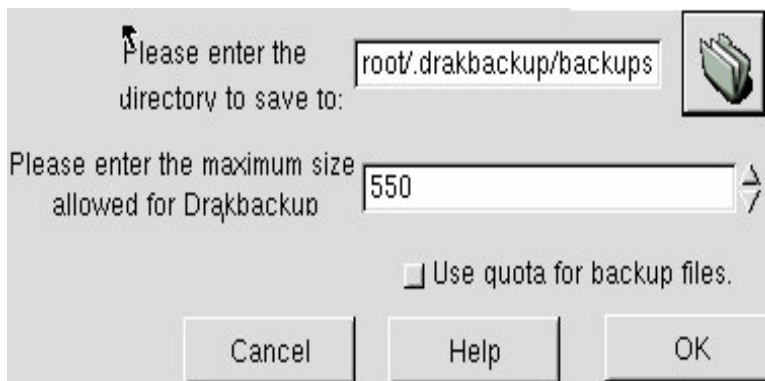 Please enter the
directory to save to:
root/.drakbackup/backups
Please enter the maximum size
allowed for Drakbackup
550
Use quota for backup files.
Cancel
Help
OK